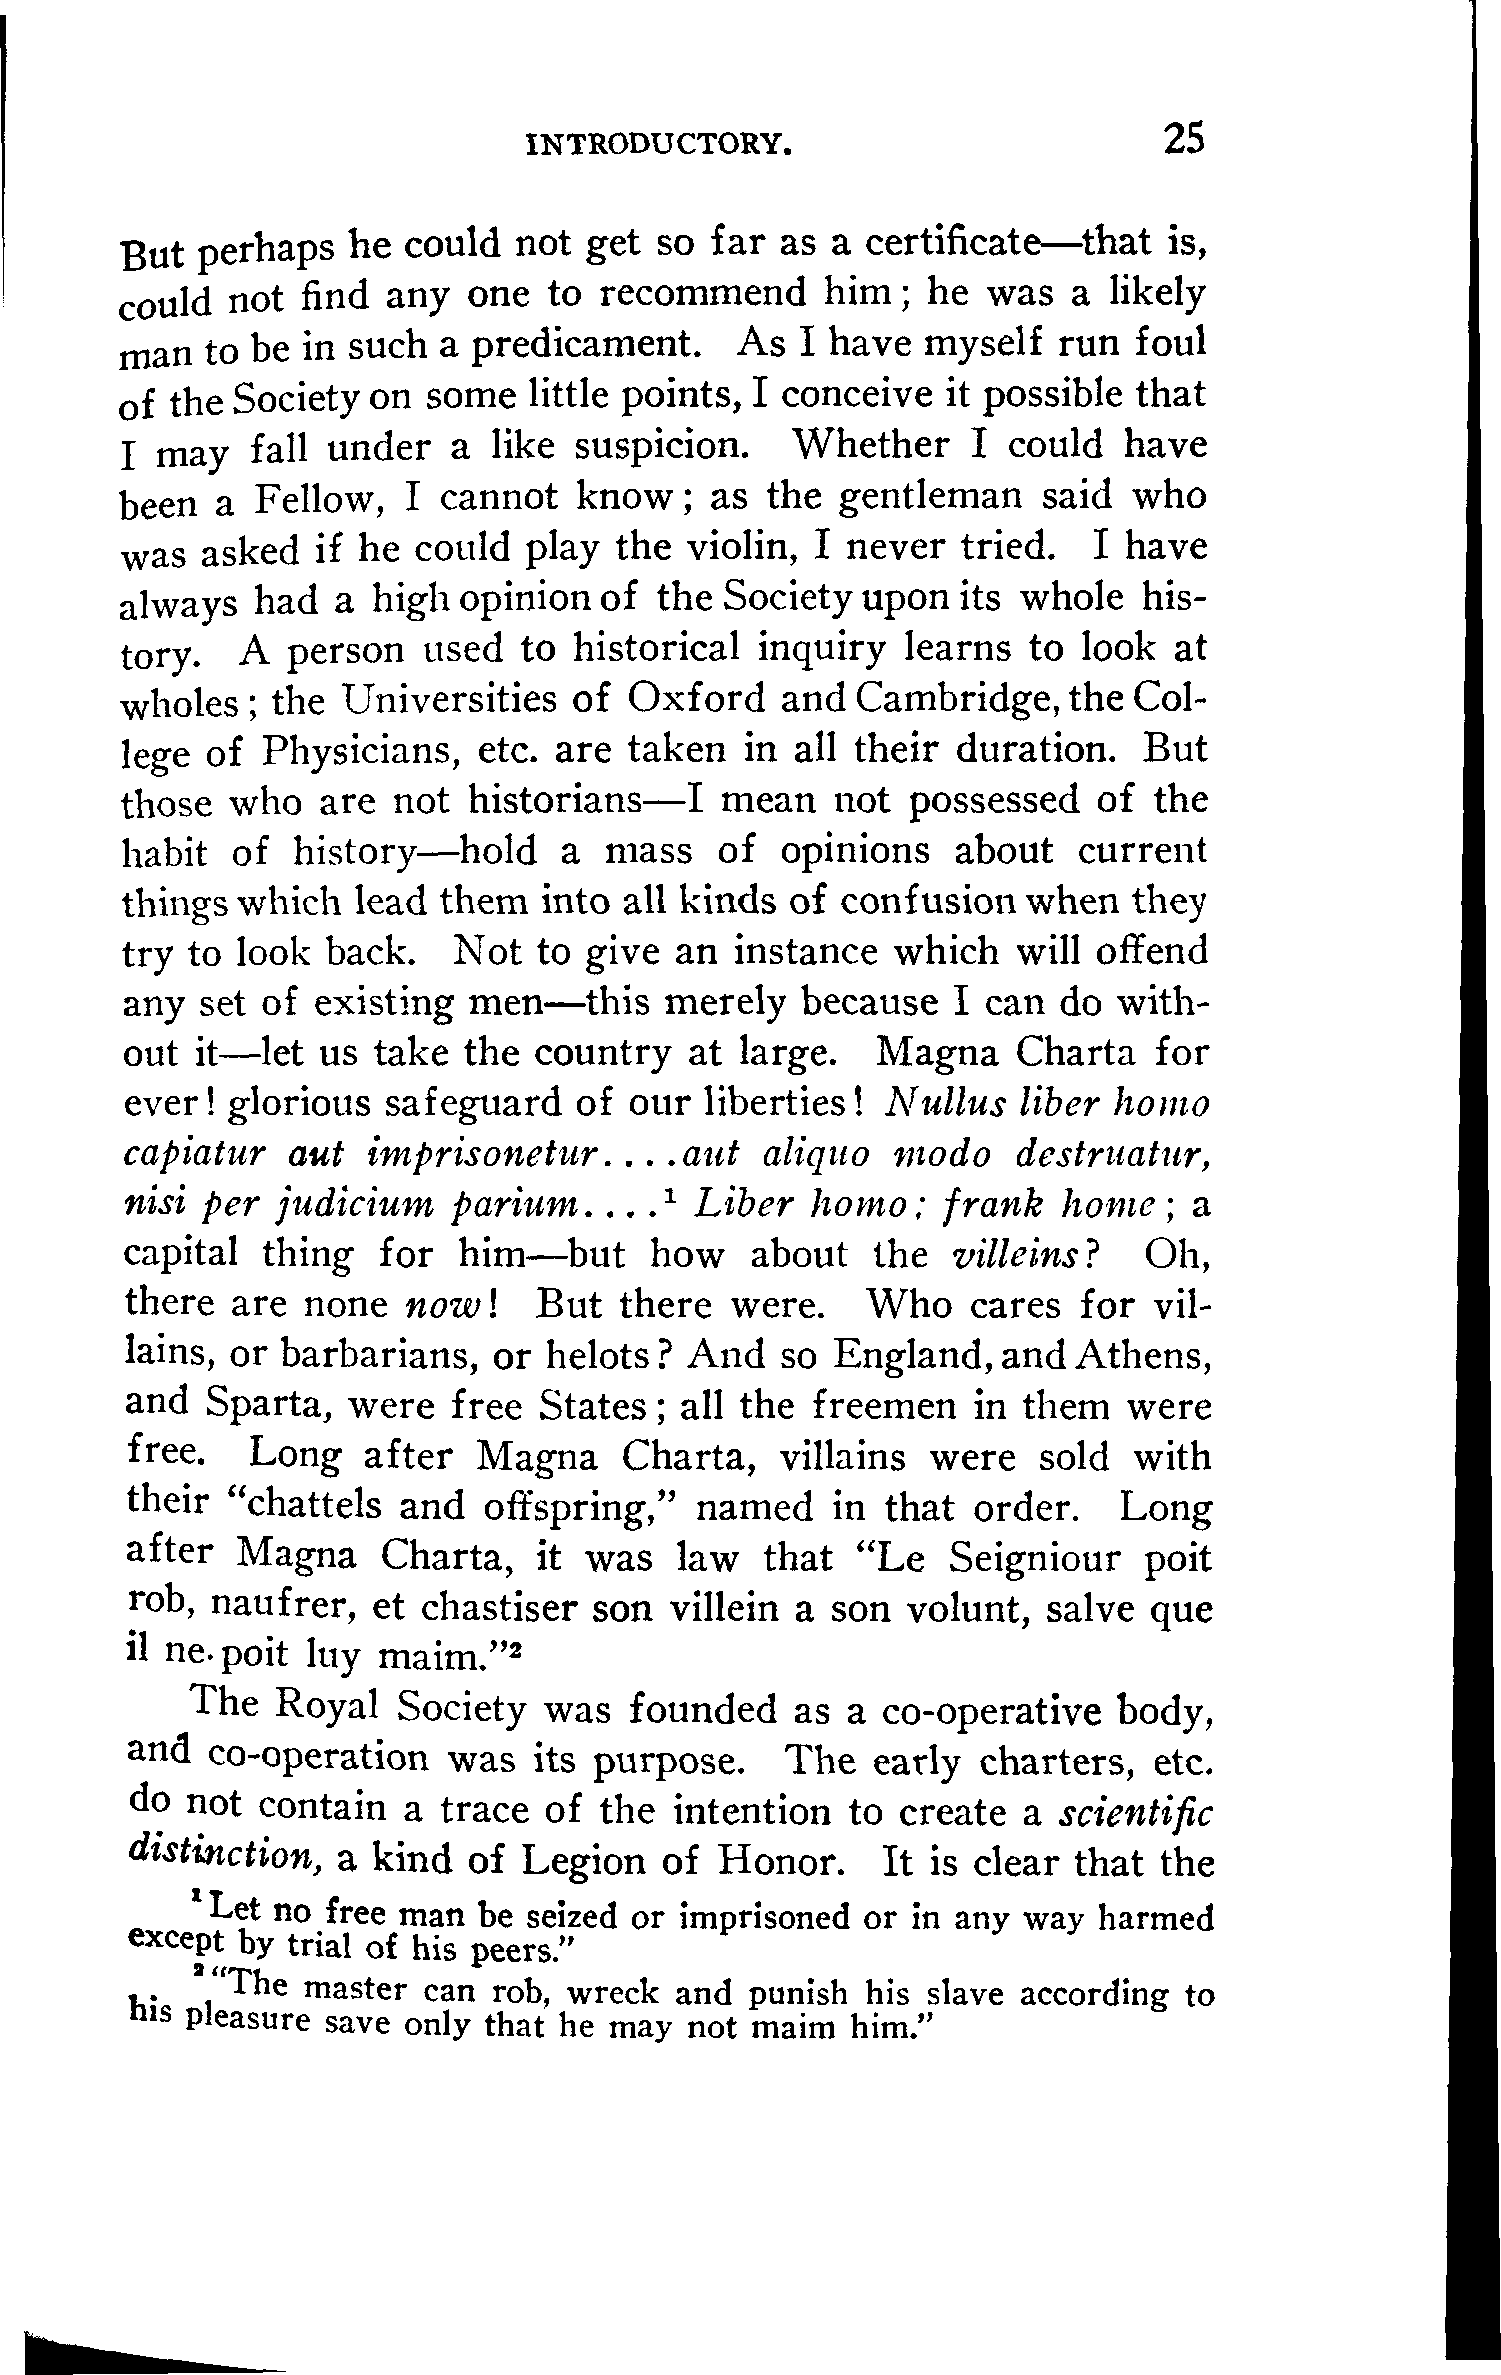 INTRODUCTORY. 25
But perhaps he could not get so far as a certificate—that is,
could not find any one to recommend him; he was a likely
man to be in such a predicament. As I have myself run foul
of the Society on some little points, I conceive it possible that
I may fall under a like suspicion. Whether I could have
been a Fellow, I cannot know; as the gentleman said who
was asked if he could play the violin, I never tried. I have
always had a high opinion of the Society upon its whole his-
tory. A person used to historical inquiry learns to look at
wholes; the Universities of Oxford and Cambridge, the Col-
lege of Physicians, etc. are taken in all their duration. But
those who are not historians—I mean not possessed of the
habit of history—hold a mass of opinions about current
things which lead them into all kinds of confusion when they
try to look back. Not to give an instance which will offend
any set of existing men—this merely because I can do with-
out it—let us take the country at large. Magna Charta for
ever! glorious safeguard of our liberties! Nullus liber homo
capiatur aut imprisonetur....aut aliquo modo destruatur,
nisi per judicium parium....¹ Liber homo; frank home; a
capital thing for him—but how about the villeins? Oh,
there are none now! But there were. Who cares for vil-
lains, or barbarians, or helots? And so England, and Athens,
and Sparta, were free States; all the freemen in them were
free. Long after Magna Charta, villains were sold with
their "chattels and offspring," named in that order. Long
after Magna Charta, it was law that "Le Seigniour poit
rob, naufrer, et chastiser son villein a son volunt, salve que
il ne poit luy maim."²
The Royal Society was founded as a co-operative body,
and co-operation was its purpose. The early charters, etc.
do not contain a trace of the intention to create a scientific
distinction, a kind of Legion of Honor. It is clear that the
¹ Let no free man be seized or imprisoned or in any way harmed
except by trial of his peers."
² "The master can rob, wreck and punish his slave according to
his pleasure save only that he may not maim him."